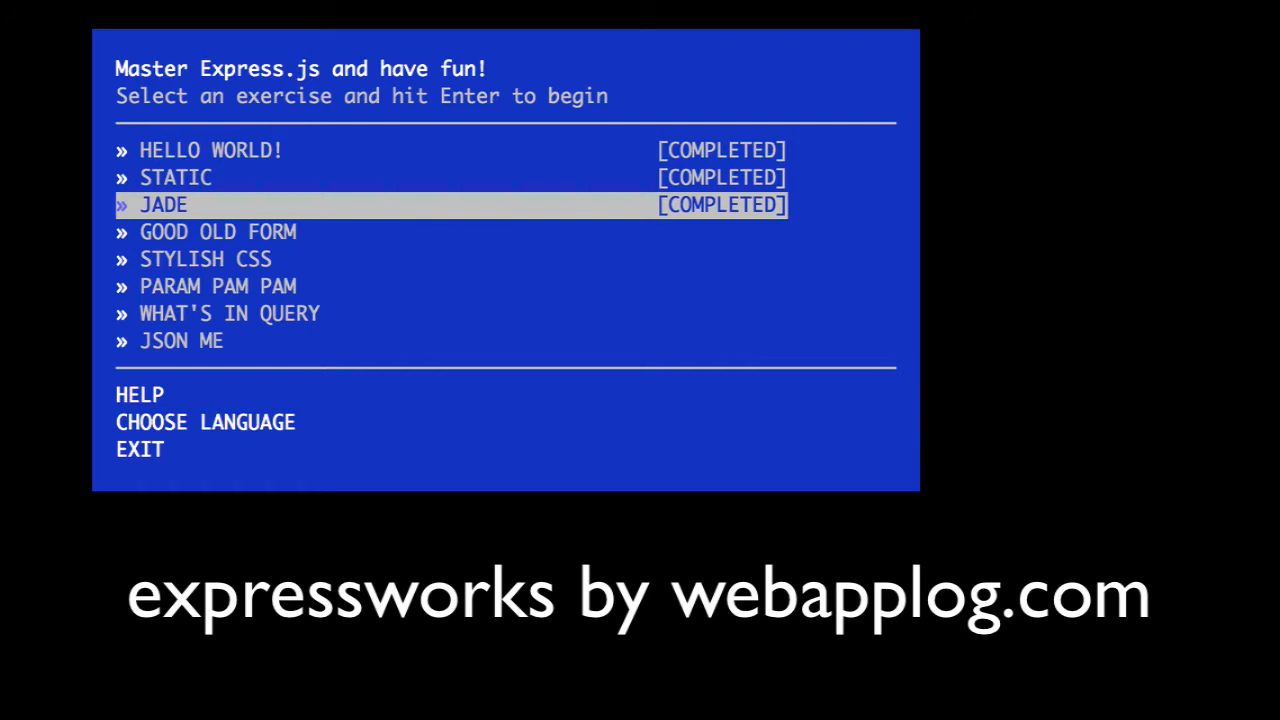 Master Express.js and have fun!
Select an exercise and hit Enter to begin
» HELLO WORLD! [COMPLETED]
» STATIC [COMPLETED]
» JADE [COMPLETED]
» GOOD OLD FORM
» STYLISH CSS
» PARAM PAM PAM
» WHAT'S IN QUERY
» JSON ME
HELP
CHOOSE LANGUAGE
EXIT
expressworks by webapplog.com